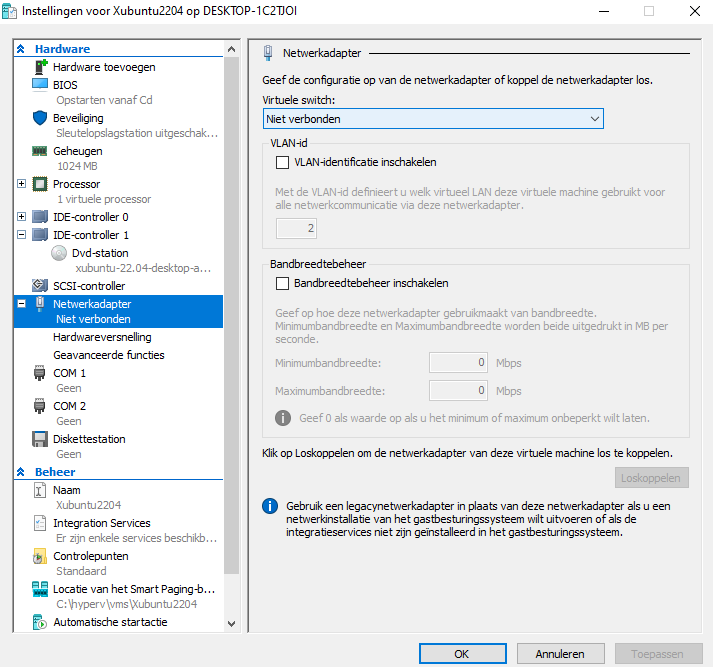 Instellingen voor Xubuntu2204 op DESKTOP-1C2TJOI
Hardware
Hardware toevoegen
BIOS
Opstarten vanaf Cd
Beveiliging
Sleutelopslagstation uitgeschak...
Geheugen
1024 MB
Processor
1 virtuele processor
IDE-controller 0
IDE-controller 1
Dvd-station
xubuntu-22.04-desktop-a...
SCSI-controller
Netwerkadapter
Niet verbonden
Hardwareversnelling
Geavanceerde functies
COM 1
Geen
COM 2
Geen
Diskettestation
Geen
Beheer
Naam
Xubuntu2204
Integration Services
Er zijn enkele services beschikb...
Controlepunten
Standaard
Locatie van het Smart Paging-b...
C:\hyperv\vms\Xubuntu2204
Automatische startactie
Netwerkadapter
Geef de configuratie op van de netwerkadapter of koppel de netwerkadapter los.
Virtuele switch:
Niet verbonden
VLAN-id
VLAN-identificatie inschakelen
Met de VLAN-id definieert u welk virtueel LAN deze virtuele machine gebruikt voor
alle netwerkcommunicatie via deze netwerkadapter.
2
Bandbreedtebeheer
Bandbreedtebeheer inschakelen
Geef op hoe deze netwerkadapter gebruikmaakt van bandbreedte.
Minimumbandbreedte en Maximumbandbreedte worden beide uitgedrukt in MB per
seconde.
Minimumbandbreedte: 0 Mbps
Maximumbandbreedte: 0 Mbps
Geef 0 als waarde op als u het minimum of maximum onbeperkt wilt laten.
Klik op Loskoppelen om de netwerkadapter van deze virtuele machine los te koppelen.
Loskoppelen
Gebruik een legacynetwerkadapter in plaats van deze netwerkadapter als u een
netwerkinstallatie van het gastbesturingssysteem wilt uitvoeren of als de
integratieservices niet zijn geïnstalleerd in het gastbesturingssysteem.
OK Annuleren Toepassen